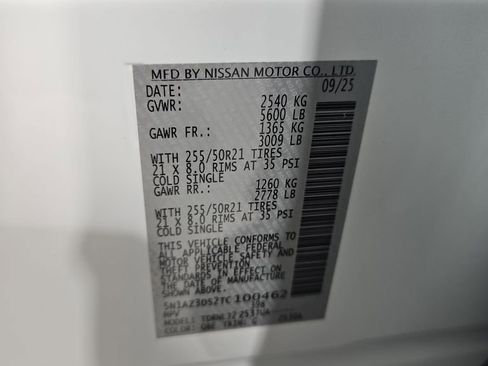 MFD BY NISSAN MOTOR CO., LTD.
DATE: 09/25
GVWR: 2540 KG
5600 LB
GAWR FR.: 1365 KG
3009 LB
WITH 255/50R21 TIRES
21 X 8.0 RIMS AT 35 PSI
COLD SINGLE
GAWR RR.: 1260 KG
2778 LB
WITH 255/50R21 TIRES
21 X 8.0 RIMS AT 35 PSI
COLD SINGLE
THIS VEHICLE CONFORMS TO
ALL APPLICABLE FEDERAL
MOTOR VEHICLE SAFETY AND
THEFT PREVENTION
STANDARDS IN EFFECT ON
THE DATE OF MANUFACTURE
SHOWN ABOVE.
100462
MPV
MODEL:
COLOR: